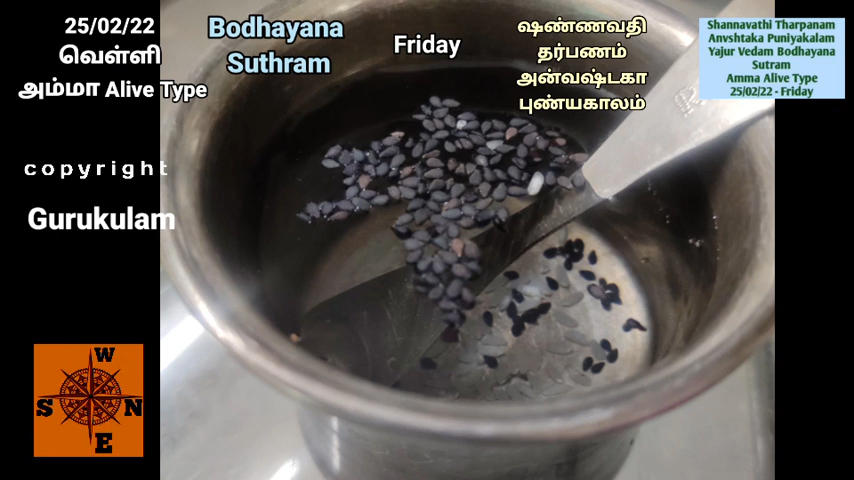 25/02/22
வெள்ளி
அம்மா Alive Type
Bodhayana
Suthram
Friday
ஷண்ணவதி
தர்பணம்
அன்வஷ்டகா
புண்யகாலம்
Shannavathi Tharpanam
Anvshtaka Puniyakalam
Yajur Vedam Bodhayana
Sutram
Amma Alive Type
25/02/22 - Friday
copyright
Gurukulam
W
S N
E